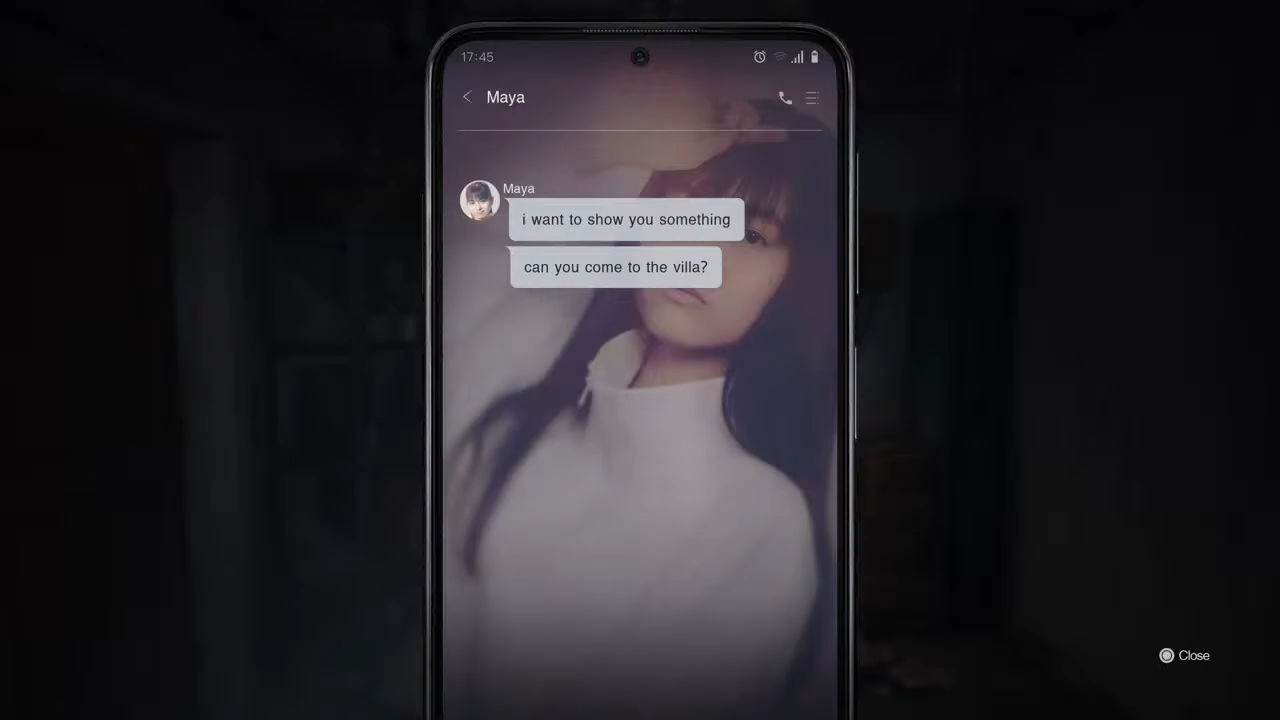 17:45
Maya
Maya
i want to show you something
can you come to the villa?
Close